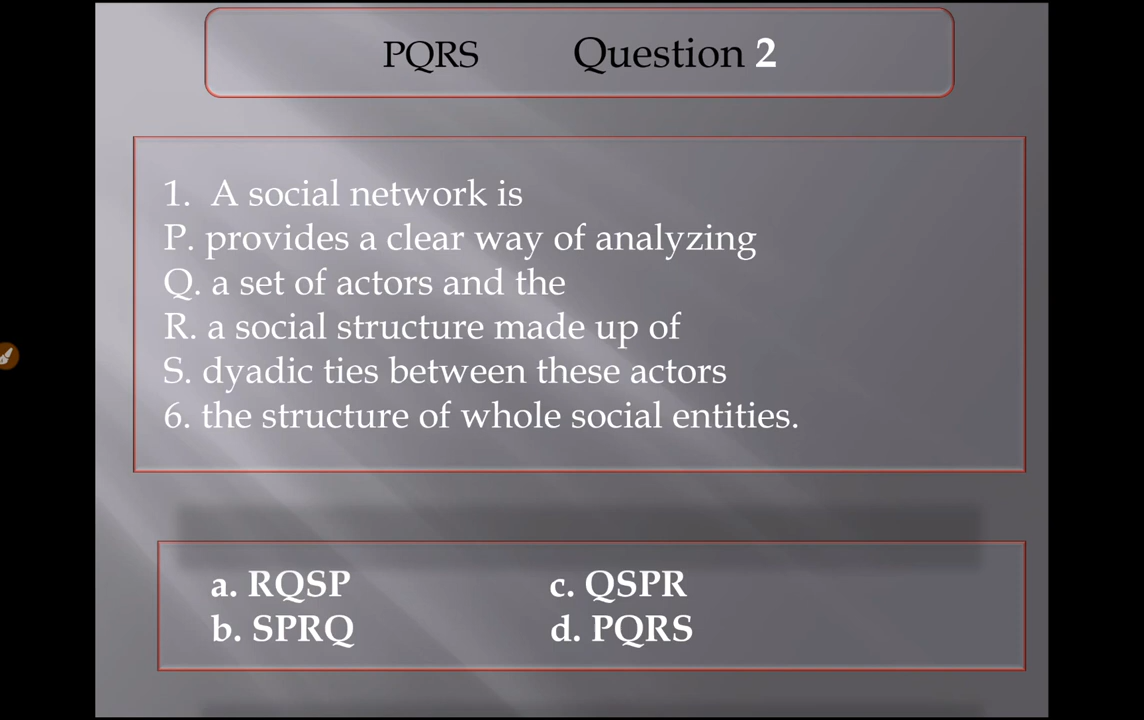 PQRS Question 2
1. A social network is
P. provides a clear way of analyzing
Q. a set of actors and the
R. a social structure made up of
S. dyadic ties between these actors
6. the structure of whole social entities.
a. RQSP c. QSPR
b. SPRQ d. PQRS